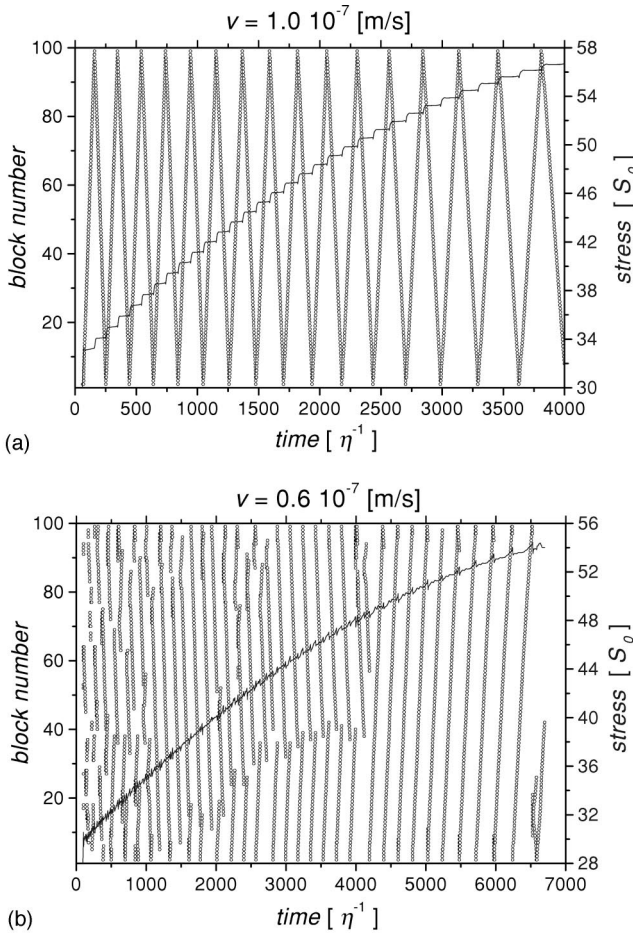 v = 1.0 10-7 [m/s]
100
80
60
40
20
block number
58
54
50
46
42
38
34
30
stress [ S0 ]
0 500 1000 1500 2000 2500 3000 3500 4000
time [ η-1 ]
(a)
v = 0.6 10-7 [m/s]
100
80
60
40
20
block number
56
52
48
44
40
36
32
28
stress [ S0 ]
0 1000 2000 3000 4000 5000 6000 7000
time [ η-1 ]
(b)